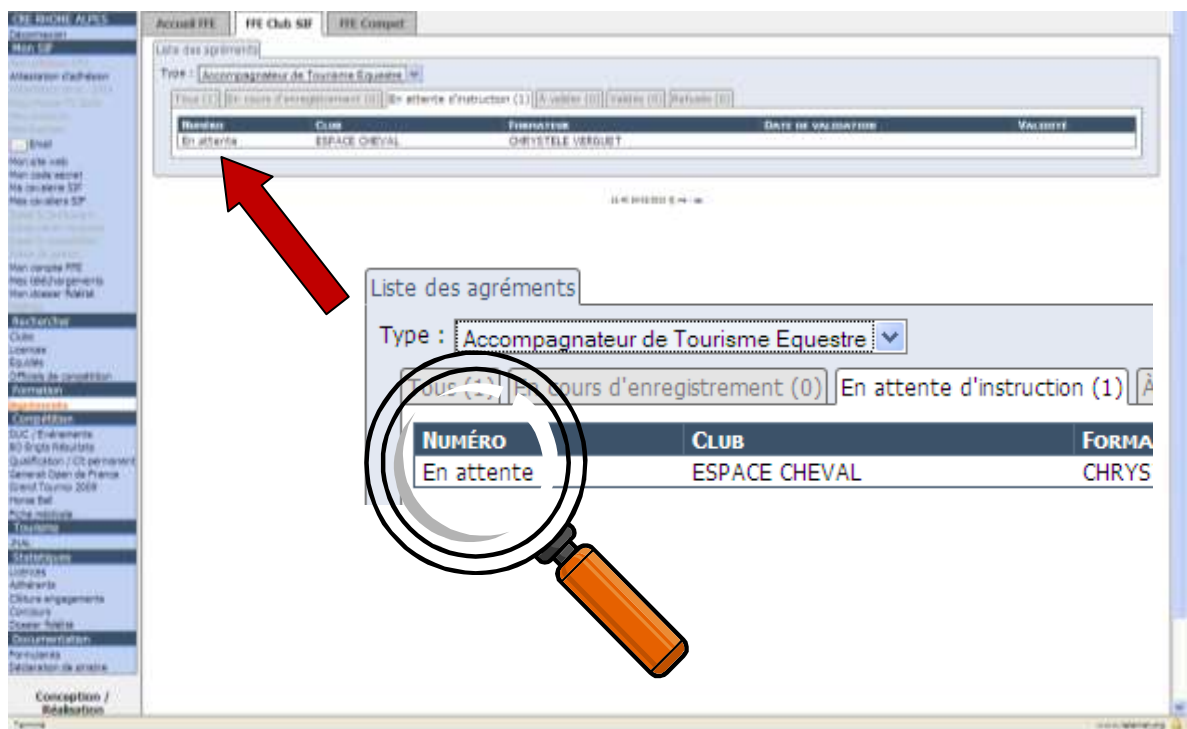 CRE RHONE ALPES
Déconnexion
Mon SIF
Attestation d'adhésion
Email
Mon site web
Mon code secret
Ma cavalerie SIF
Mes cavaliers SIF
Mon compte FFE
Mes téléchargements
Mon dossier fidélité
Rechercher
Clubs
Licenciés
Equidés
Officiels de compétition
Formation
Agréments
Compétition
DUC / Evénements
Qualification / Clt permanent
Generali Open de France
Grand Tournoi 2009
Horse Ball
Fiche médicale
Tourisme
Statistiques
Licences
Adhérents
Clôture engagements
Concours
Dossier fidélité
Documentation
Formulaires
Déclaration de sinistre
Conception /
Réalisation
Accueil FFE FFE Club SIF FFE Compet
Liste des agréments
Type : Accompagnateur de Tourisme Equestre
Tous (1) En cours d'enregistrement (0) En attente d'instruction (1) À valider (0) Validés (0) Refusés (0)
Numéro Club Formateur Date de validation Validité
En attente ESPACE CHEVAL CHRYSTELE VERGUET
Liste des agréments
Type : Accompagnateur de Tourisme Equestre
Tous (1) En cours d'enregistrement (0) En attente d'instruction (1) À
Numéro Club Forma
En attente ESPACE CHEVAL CHRYS
Terminé